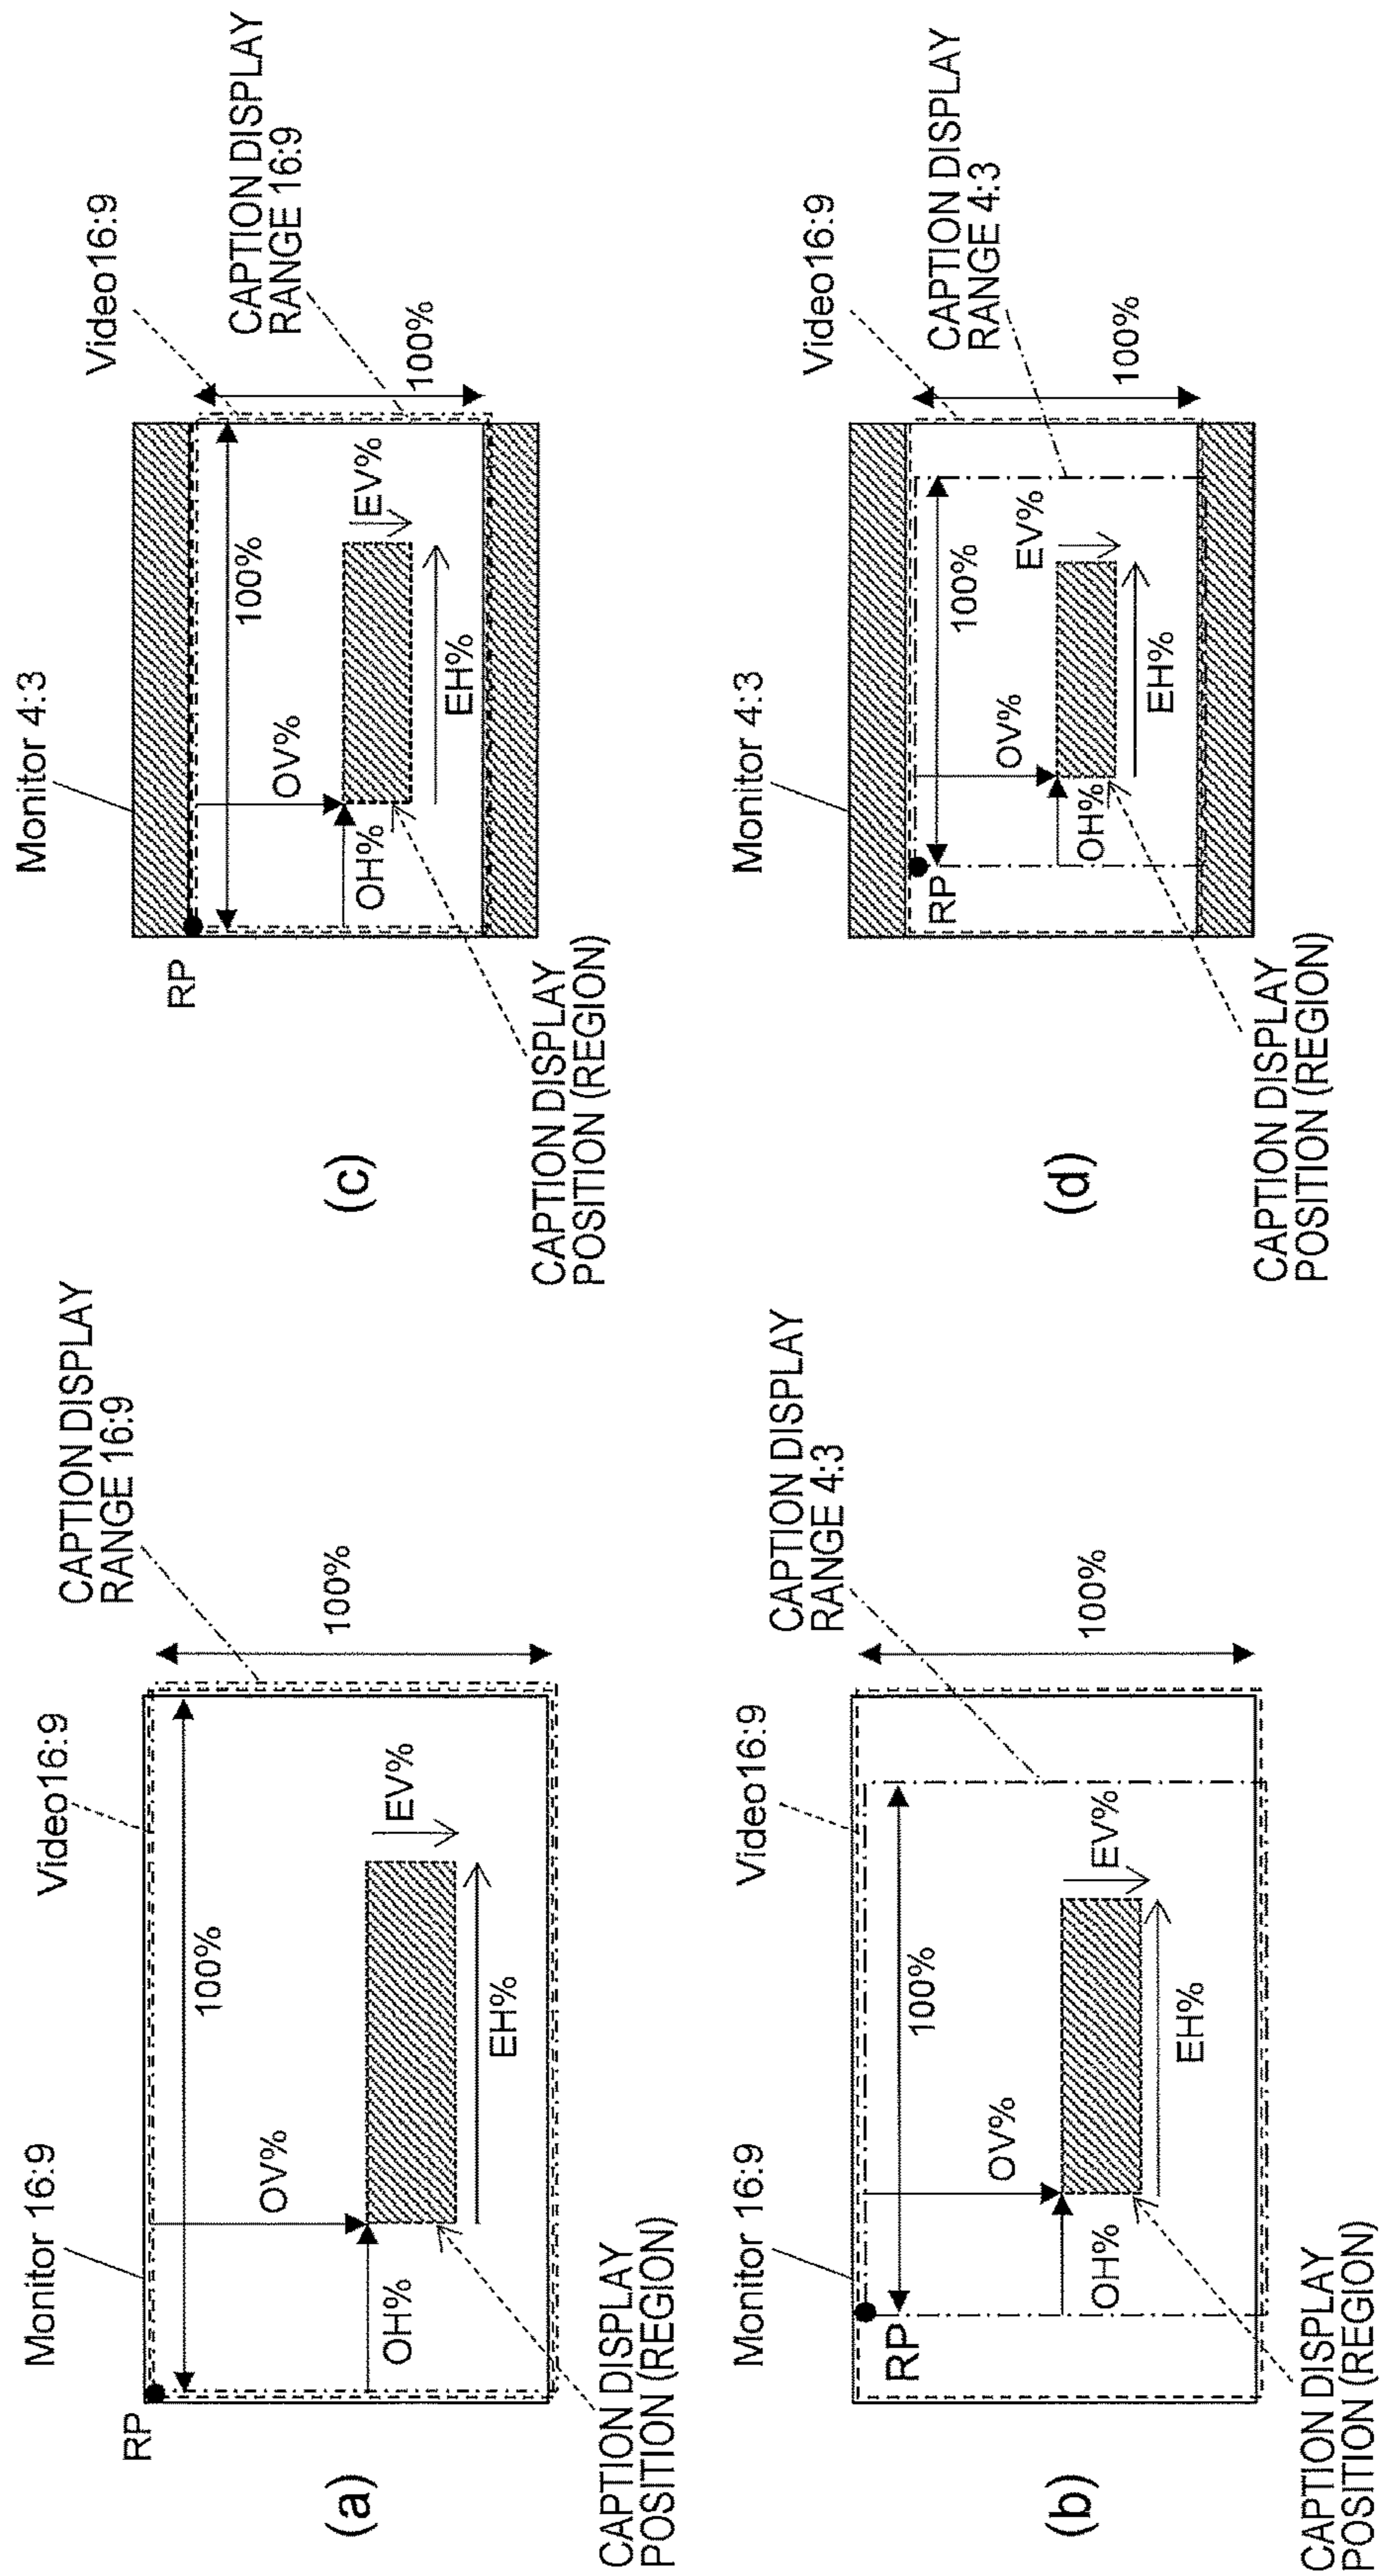 (a)
RP
Monitor 16:9
Video16:9
CAPTION DISPLAY
RANGE 16:9
100%
100%
OV%
OH%
EV%
EH%
CAPTION DISPLAY
POSITION (REGION)
(c)
RP
Monitor 4:3
Video16:9
CAPTION DISPLAY
RANGE 16:9
100%
100%
OV%
OH%
EV%
EH%
CAPTION DISPLAY
POSITION (REGION)
(b)
RP
Monitor 16:9
Video16:9
CAPTION DISPLAY
RANGE 4:3
100%
100%
OV%
OH%
EV%
EH%
CAPTION DISPLAY
POSITION (REGION)
(d)
RP
Monitor 4:3
Video16:9
CAPTION DISPLAY
RANGE 4:3
100%
100%
OV%
OH%
EV%
EH%
CAPTION DISPLAY
POSITION (REGION)